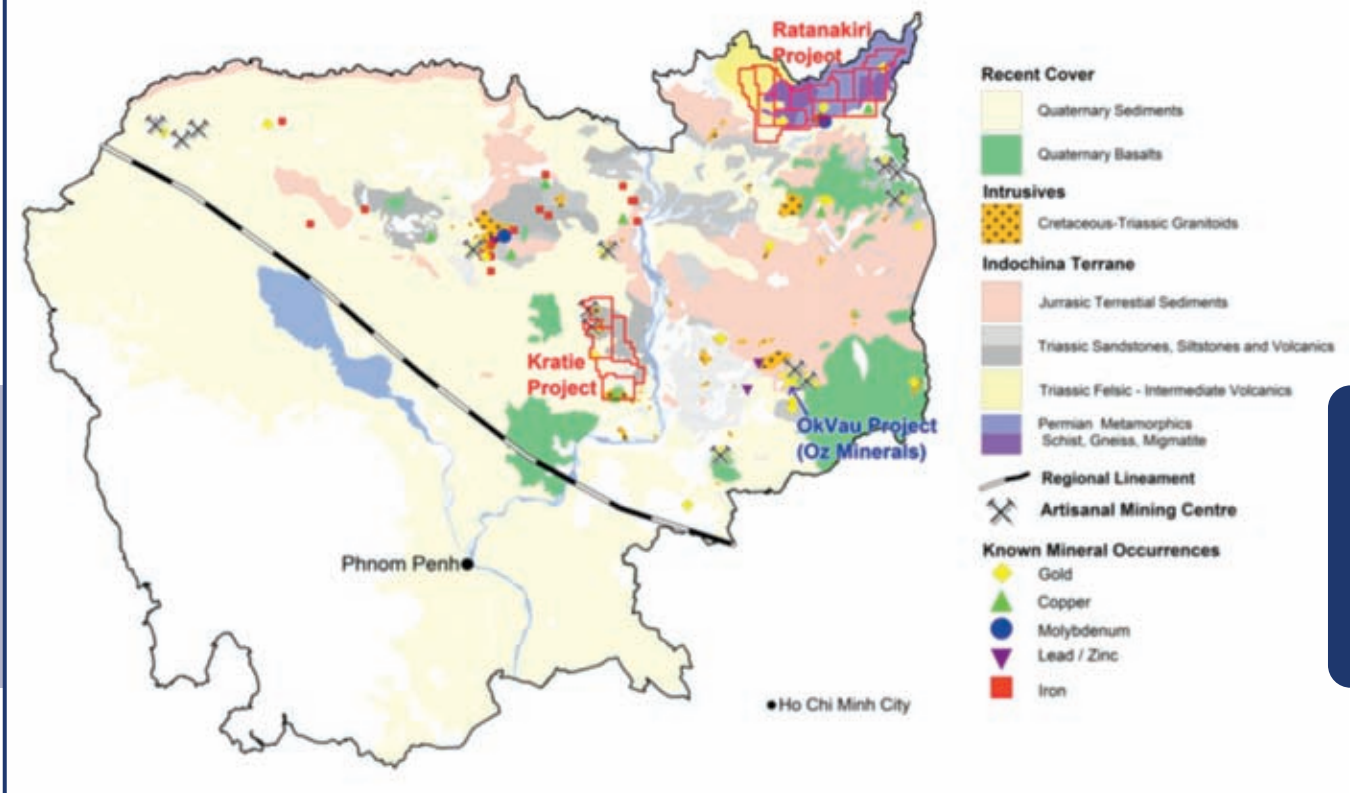 Ratanakiri
Project
Kratie
Project
OkVau Project
(Oz Minerals)
Phnom Penh
Ho Chi Minh City
Recent Cover
Quaternary Sediments
Quaternary Basalts
Intrusives
Cretaceous-Triassic Granitoids
Indochina Terrane
Jurrasic Terrestial Sediments
Triassic Sandstones, Siltstones and Volcanics
Triassic Felsic - Intermediate Volcanics
Permian Metamorphics
Schist, Gneiss, Migmatite
Regional Lineament
Artisanal Mining Centre
Known Mineral Occurrences
Gold
Copper
Molybdenum
Lead / Zinc
Iron